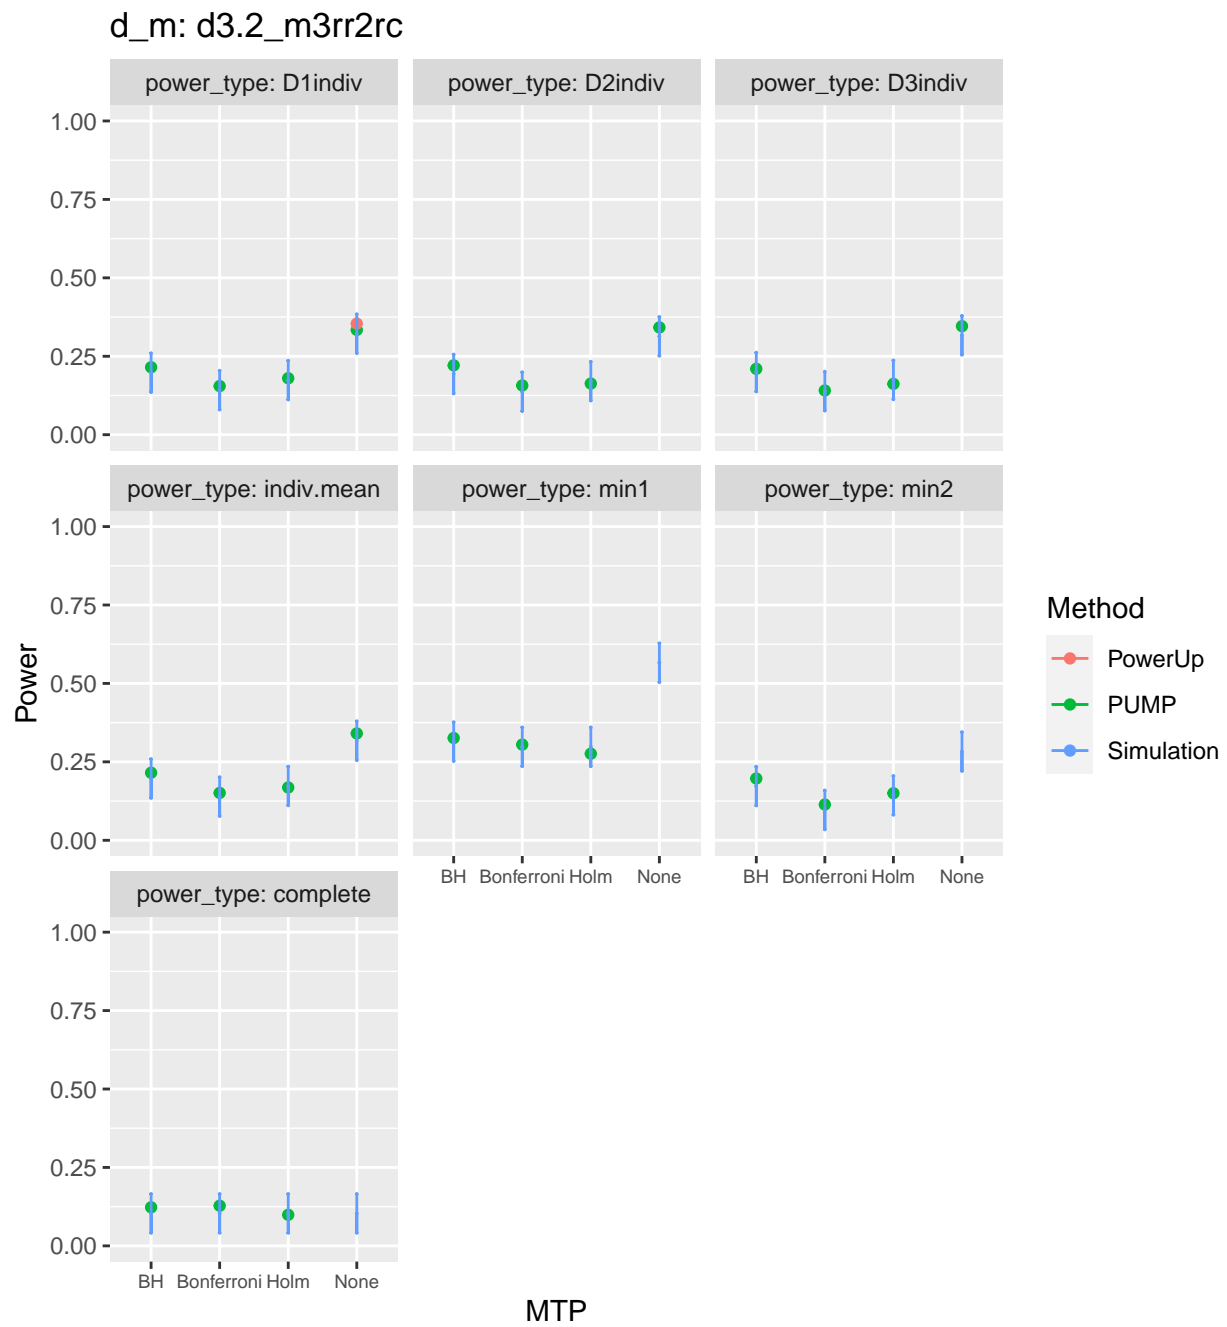 d_m: d3.2_m3rr2rc
power_type: D1indiv
power_type: D2indiv
power_type: D3indiv
1.00
0.75
0.50
0.25
0.00
power_type: indiv.mean
power_type: min1
power_type: min2
1.00
0.75
0.50
0.25
0.00
BH Bonferroni Holm None
BH Bonferroni Holm None
power_type: complete
1.00
0.75
0.50
0.25
0.00
BH Bonferroni Holm None
Power
MTP
Method
PowerUp
PUMP
Simulation